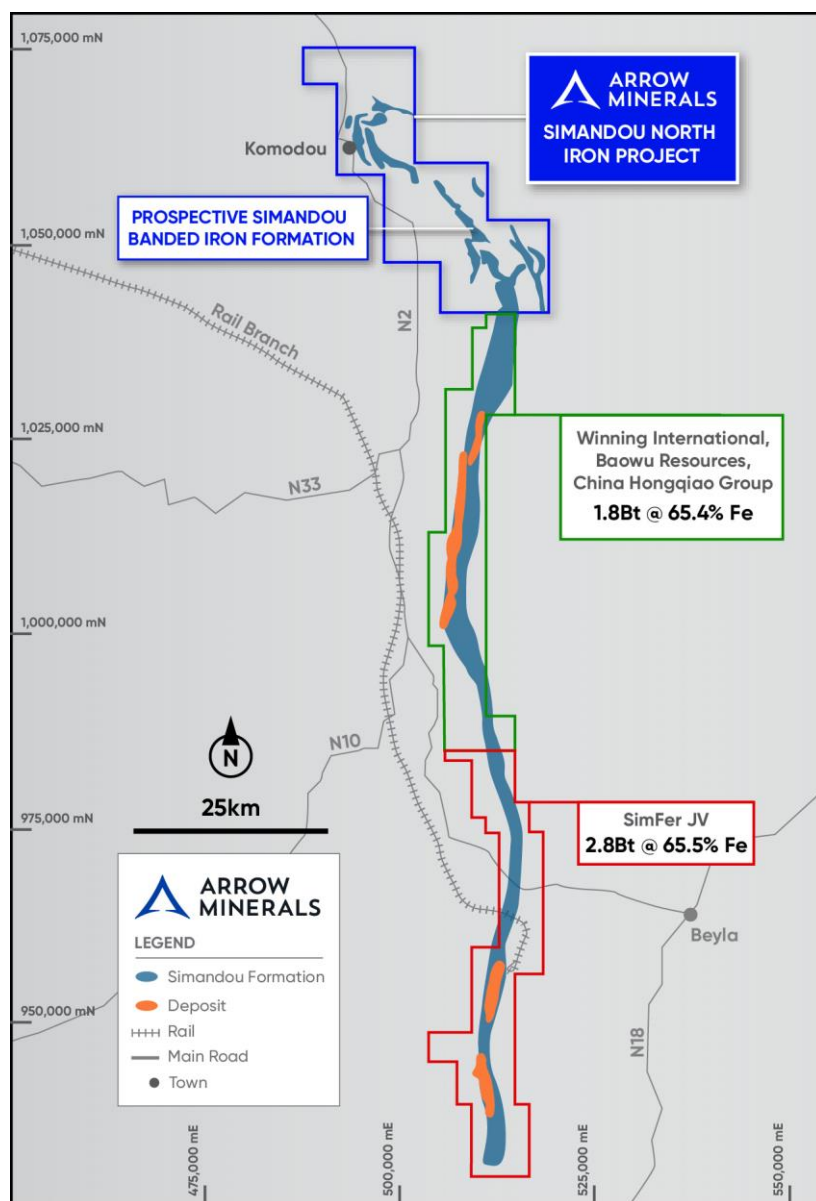 1,075,000 mN
ARROW
MINERALS
SIMANDOU NORTH
IRON PROJECT
Komodou
PROSPECTIVE SIMANDOU
BANDED IRON FORMATION
1,050,000 mN
Rail Branch
N2
1,025,000 mN
Winning International,
Baowu Resources,
China Hongqiao Group
1.8Bt @ 65.4% Fe
N33
1,000,000 mN
N
N10
25km
975,000 mN
SimFer JV
2.8Bt @ 65.5% Fe
ARROW
MINERALS
LEGEND
Simandou Formation
Deposit
Rail
Main Road
Town
Beyla
950,000 mN
N18
475,000 mE
500,000 mE
525,000 mE
550,000 mE